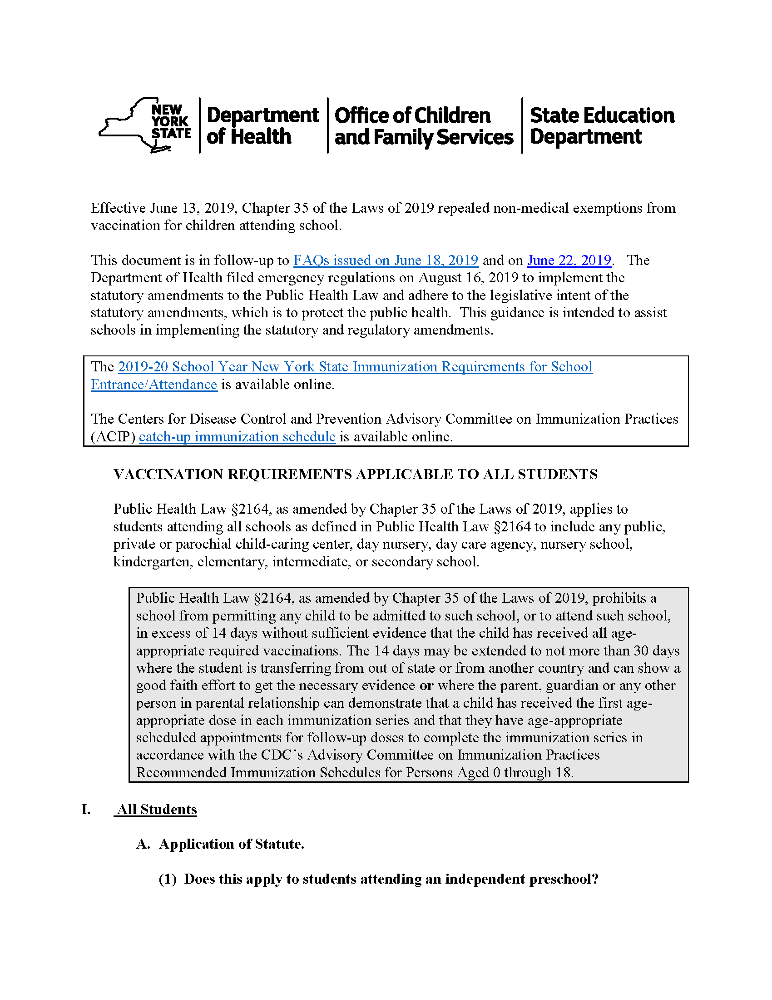 NEW
YORK
STATE
Department
of Health
Office of Children
and Family Services
State Education
Department
Effective June 13, 2019, Chapter 35 of the Laws of 2019 repealed non-medical exemptions from
vaccination for children attending school.
This document is in follow-up to FAQs issued on June 18, 2019 and on June 22, 2019.   The
Department of Health filed emergency regulations on August 16, 2019 to implement the
statutory amendments to the Public Health Law and adhere to the legislative intent of the
statutory amendments, which is to protect the public health.  This guidance is intended to assist
schools in implementing the statutory and regulatory amendments.
The 2019-20 School Year New York State Immunization Requirements for School
Entrance/Attendance is available online.
The Centers for Disease Control and Prevention Advisory Committee on Immunization Practices
(ACIP) catch-up immunization schedule is available online.
VACCINATION REQUIREMENTS APPLICABLE TO ALL STUDENTS
Public Health Law §2164, as amended by Chapter 35 of the Laws of 2019, applies to
students attending all schools as defined in Public Health Law §2164 to include any public,
private or parochial child-caring center, day nursery, day care agency, nursery school,
kindergarten, elementary, intermediate, or secondary school.
Public Health Law §2164, as amended by Chapter 35 of the Laws of 2019, prohibits a
school from permitting any child to be admitted to such school, or to attend such school,
in excess of 14 days without sufficient evidence that the child has received all age-
appropriate required vaccinations. The 14 days may be extended to not more than 30 days
where the student is transferring from out of state or from another country and can show a
good faith effort to get the necessary evidence or where the parent, guardian or any other
person in parental relationship can demonstrate that a child has received the first age-
appropriate dose in each immunization series and that they have age-appropriate
scheduled appointments for follow-up doses to complete the immunization series in
accordance with the CDC’s Advisory Committee on Immunization Practices
Recommended Immunization Schedules for Persons Aged 0 through 18.
I. All Students
A. Application of Statute.
(1) Does this apply to students attending an independent preschool?